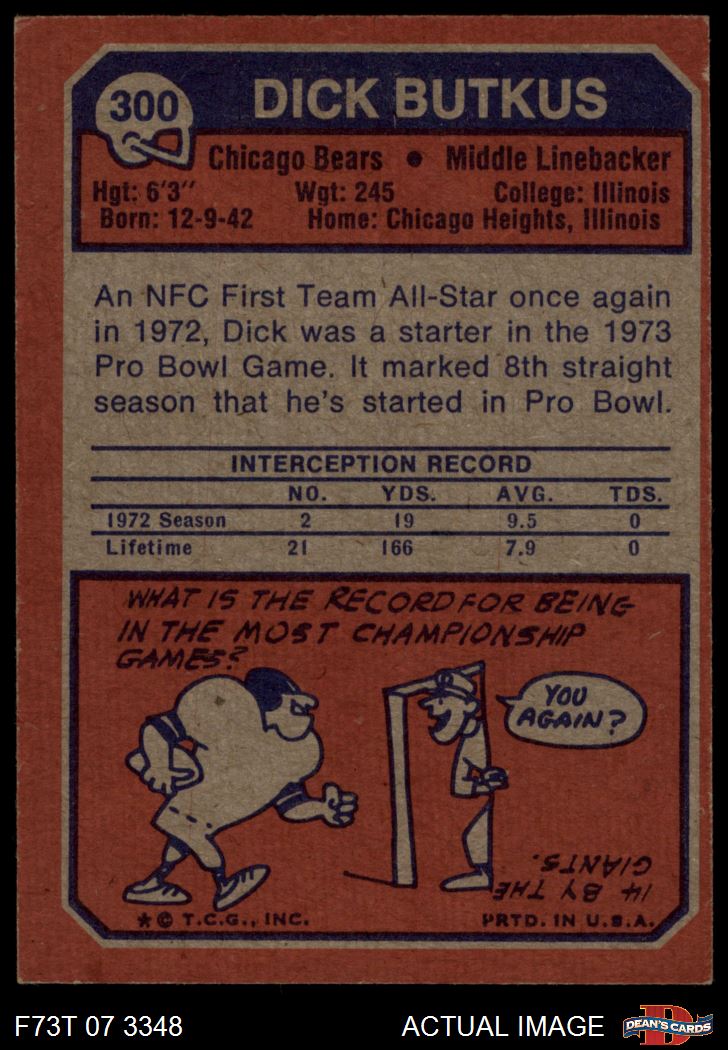 300
DICK BUTKUS
Chicago Bears • Middle Linebacker
Hgt: 6'3" Wgt: 245 College: Illinois
Born: 12-9-42 Home: Chicago Heights, Illinois
An NFC First Team All-Star once again
in 1972, Dick was a starter in the 1973
Pro Bowl Game. It marked 8th straight
season that he's started in Pro Bowl.
INTERCEPTION RECORD
NO. YDS. AVG. TDS.
1972 Season 2 19 9.5 0
Lifetime 21 166 7.9 0
WHAT IS THE RECORD FOR BEING
IN THE MOST CHAMPIONSHIP
GAMES?
YOU
AGAIN?
14 BY THE
GIANTS.
★ © T.C.G., INC. PRTD. IN U.S.A.
F73T 07 3348 ACTUAL IMAGE
D
DEAN'S CARDS